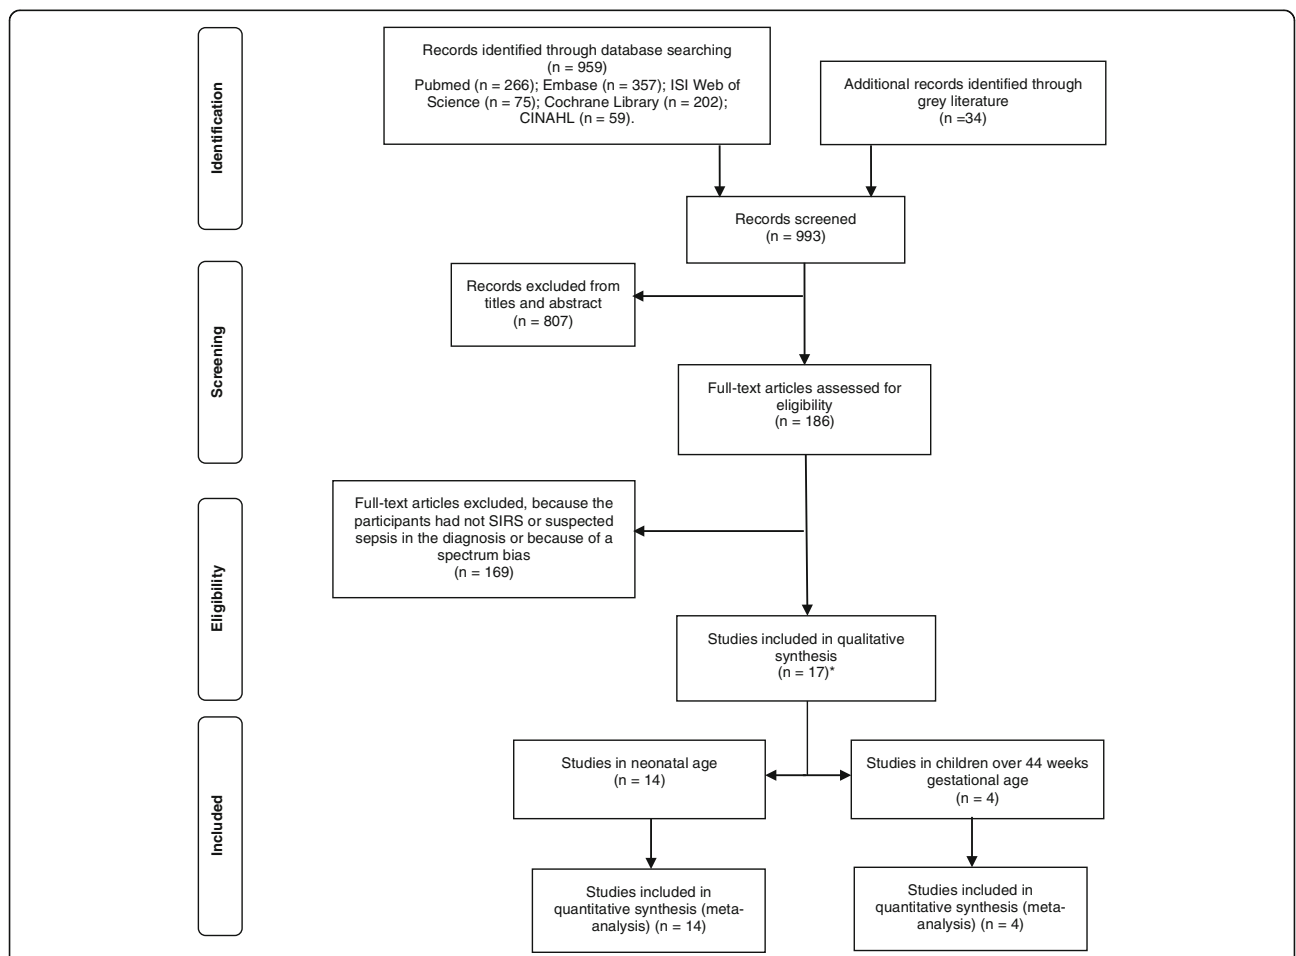 Identification
Records identified through database searching
(n = 959)
Pubmed (n = 266); Embase (n = 357); ISI Web of
Science (n = 75); Cochrane Library (n = 202);
CINAHL (n = 59).
Additional records identified through
grey literature
(n =34)
Records screened
(n = 993)
Screening
Records excluded from
titles and abstract
(n = 807)
Full-text articles assessed for
eligibility
(n = 186)
Eligibility
Full-text articles excluded, because the
participants had not SIRS or suspected
sepsis in the diagnosis or because of a
spectrum bias
(n = 169)
Studies included in qualitative
synthesis
(n = 17)*
Included
Studies in neonatal age
(n = 14)
Studies in children over 44 weeks
gestational age
(n = 4)
Studies included in
quantitative synthesis (meta-
analysis) (n = 14)
Studies included in
quantitative synthesis (meta-
analysis) (n = 4)